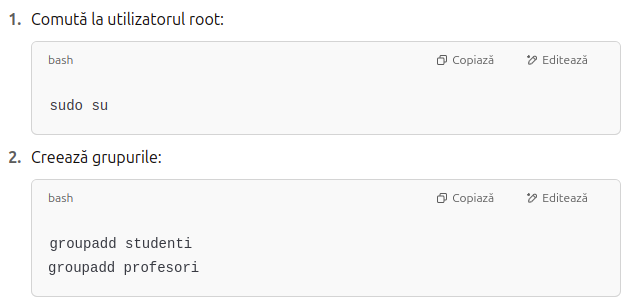 1. Comută la utilizatorul root:
bash Copiază Editează
sudo su
2. Creează grupurile:
bash Copiază Editează
groupadd studenti
groupadd profesori